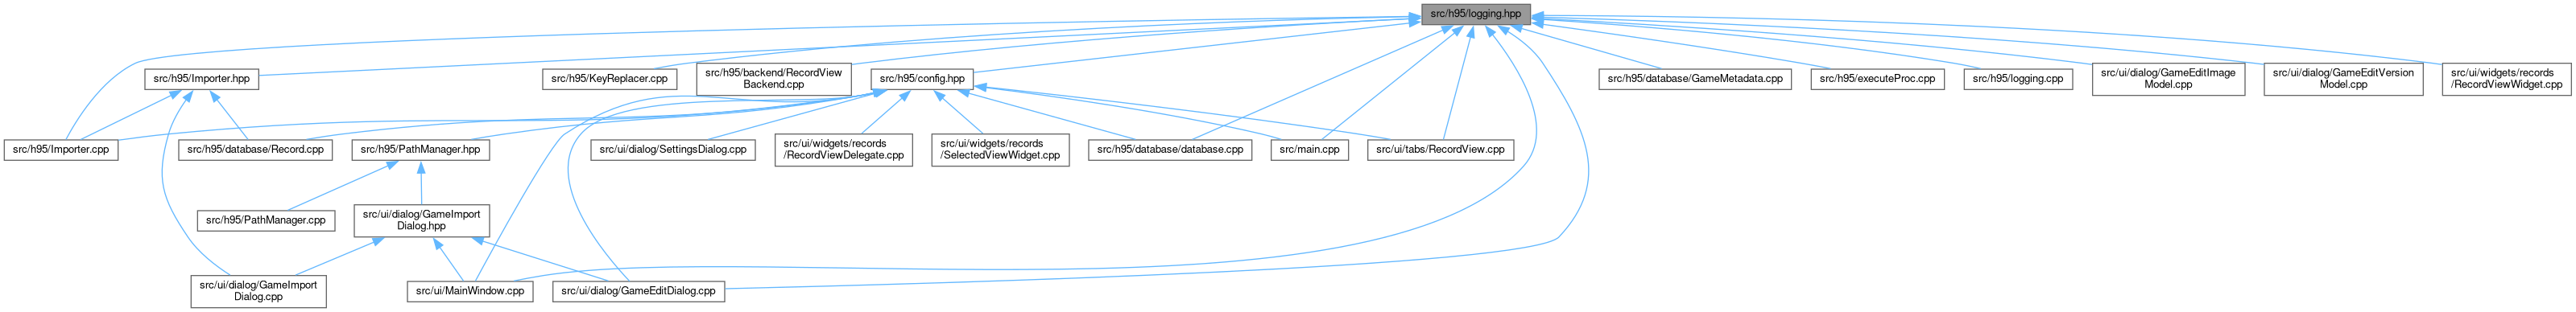 src/h95/logging.hpp
src/h95/Importer.hpp
src/h95/KeyReplacer.cpp
src/h95/backend/RecordView
Backend.cpp
src/h95/config.hpp
src/h95/database/GameMetadata.cpp
src/h95/executeProc.cpp
src/h95/logging.cpp
src/ui/dialog/GameEditImage
Model.cpp
src/ui/dialog/GameEditVersion
Model.cpp
src/ui/widgets/records
/RecordViewWidget.cpp
src/h95/Importer.cpp
src/h95/database/Record.cpp
src/h95/PathManager.hpp
src/ui/dialog/SettingsDialog.cpp
src/ui/widgets/records
/RecordViewDelegate.cpp
src/ui/widgets/records
/SelectedViewWidget.cpp
src/h95/database/database.cpp
src/main.cpp
src/ui/tabs/RecordView.cpp
src/h95/PathManager.cpp
src/ui/dialog/GameImport
Dialog.hpp
src/ui/dialog/GameImport
Dialog.cpp
src/ui/MainWindow.cpp
src/ui/dialog/GameEditDialog.cpp